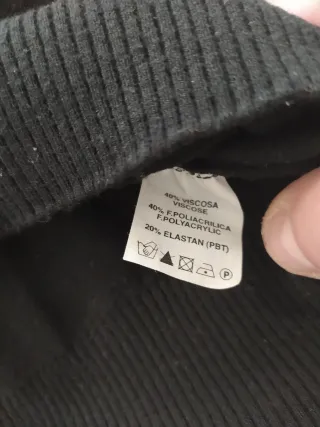 40% VISCOSA
VISCOSE
40% F.POLIACRILICA
F.POLYACRYLIC
20% ELASTAN (PBT)
P